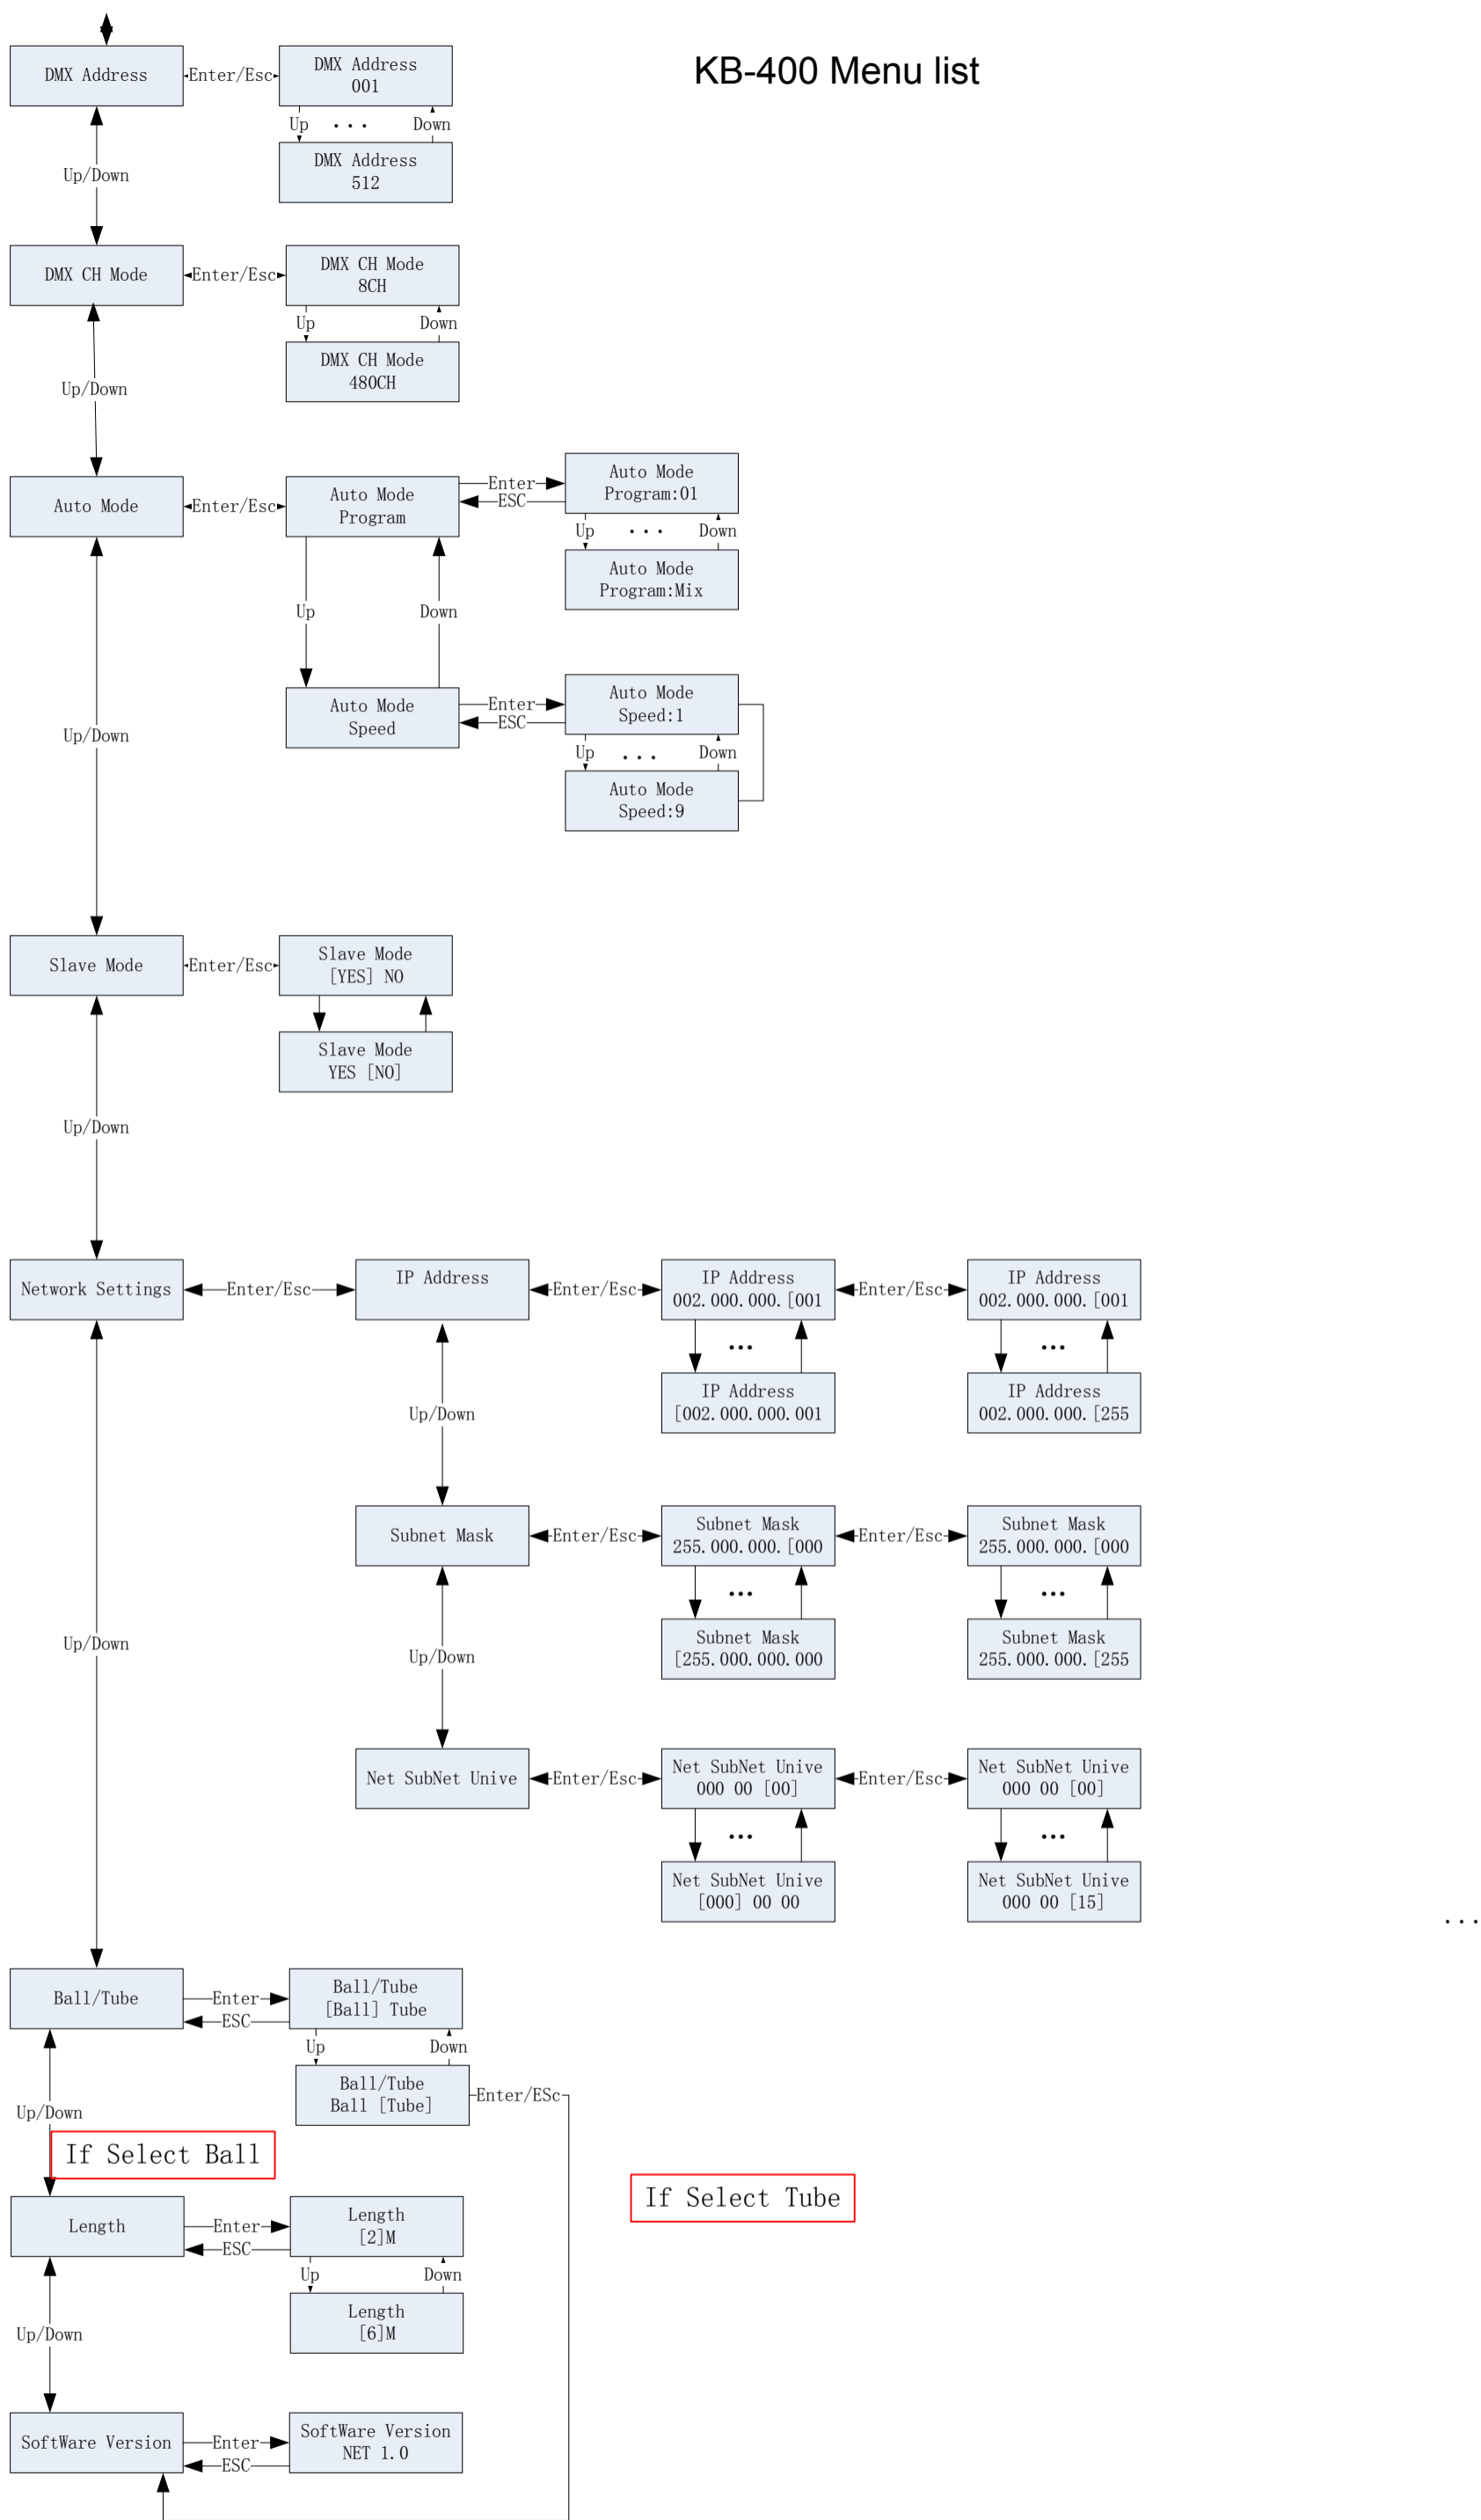 KB-400 Menu list
DMX Address
Enter/Esc
DMX Address
001
Up
...
Down
DMX Address
512
Up/Down
DMX CH Mode
Enter/Esc
DMX CH Mode
8CH
Up
Down
DMX CH Mode
480CH
Up/Down
Auto Mode
Enter/Esc
Auto Mode
Program
Enter
ESC
Auto Mode
Program:01
Up
...
Down
Auto Mode
Program:Mix
Up
Down
Auto Mode
Speed
Enter
ESC
Auto Mode
Speed:1
Up
...
Down
Auto Mode
Speed:9
Up/Down
Slave Mode
Enter/Esc
Slave Mode
[YES] NO
Slave Mode
YES [NO]
Up/Down
Network Settings
Enter/Esc
IP Address
Enter/Esc
IP Address
002.000.000.[001
Enter/Esc
IP Address
002.000.000.[001
...
...
IP Address
[002.000.000.001
IP Address
002.000.000.[255
Up/Down
Subnet Mask
Enter/Esc
Subnet Mask
255.000.000.[000
Enter/Esc
Subnet Mask
255.000.000.[000
...
...
Subnet Mask
[255.000.000.000
Subnet Mask
255.000.000.[255
Up/Down
Up/Down
Net SubNet Unive
Enter/Esc
Net SubNet Unive
000 00 [00]
Enter/Esc
Net SubNet Unive
000 00 [00]
...
...
Net SubNet Unive
[000] 00 00
Net SubNet Unive
000 00 [15]
...
Ball/Tube
Enter
ESC
Ball/Tube
[Ball] Tube
Up
Down
Ball/Tube
Ball [Tube]
Enter/ESc
Up/Down
If Select Ball
If Select Tube
Length
Enter
ESC
Length
[2]M
Up
Down
Length
[6]M
Up/Down
SoftWare Version
Enter
ESC
SoftWare Version
NET 1.0